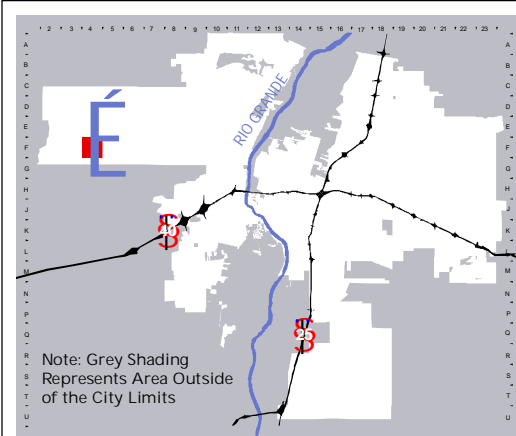 2 3 4 5 6 7 8 9 10 11 12 13 14 15 16 17 18 19 20 21 22 23
A A
B B
C C
D D
E E
F F
G G
H H
J J
K K
L L
M M
N N
P P
Q Q
R R
S S
T T
U U
É
RIO GRANDE
40
25
Note: Grey Shading
Represents Area Outside
of the City Limits